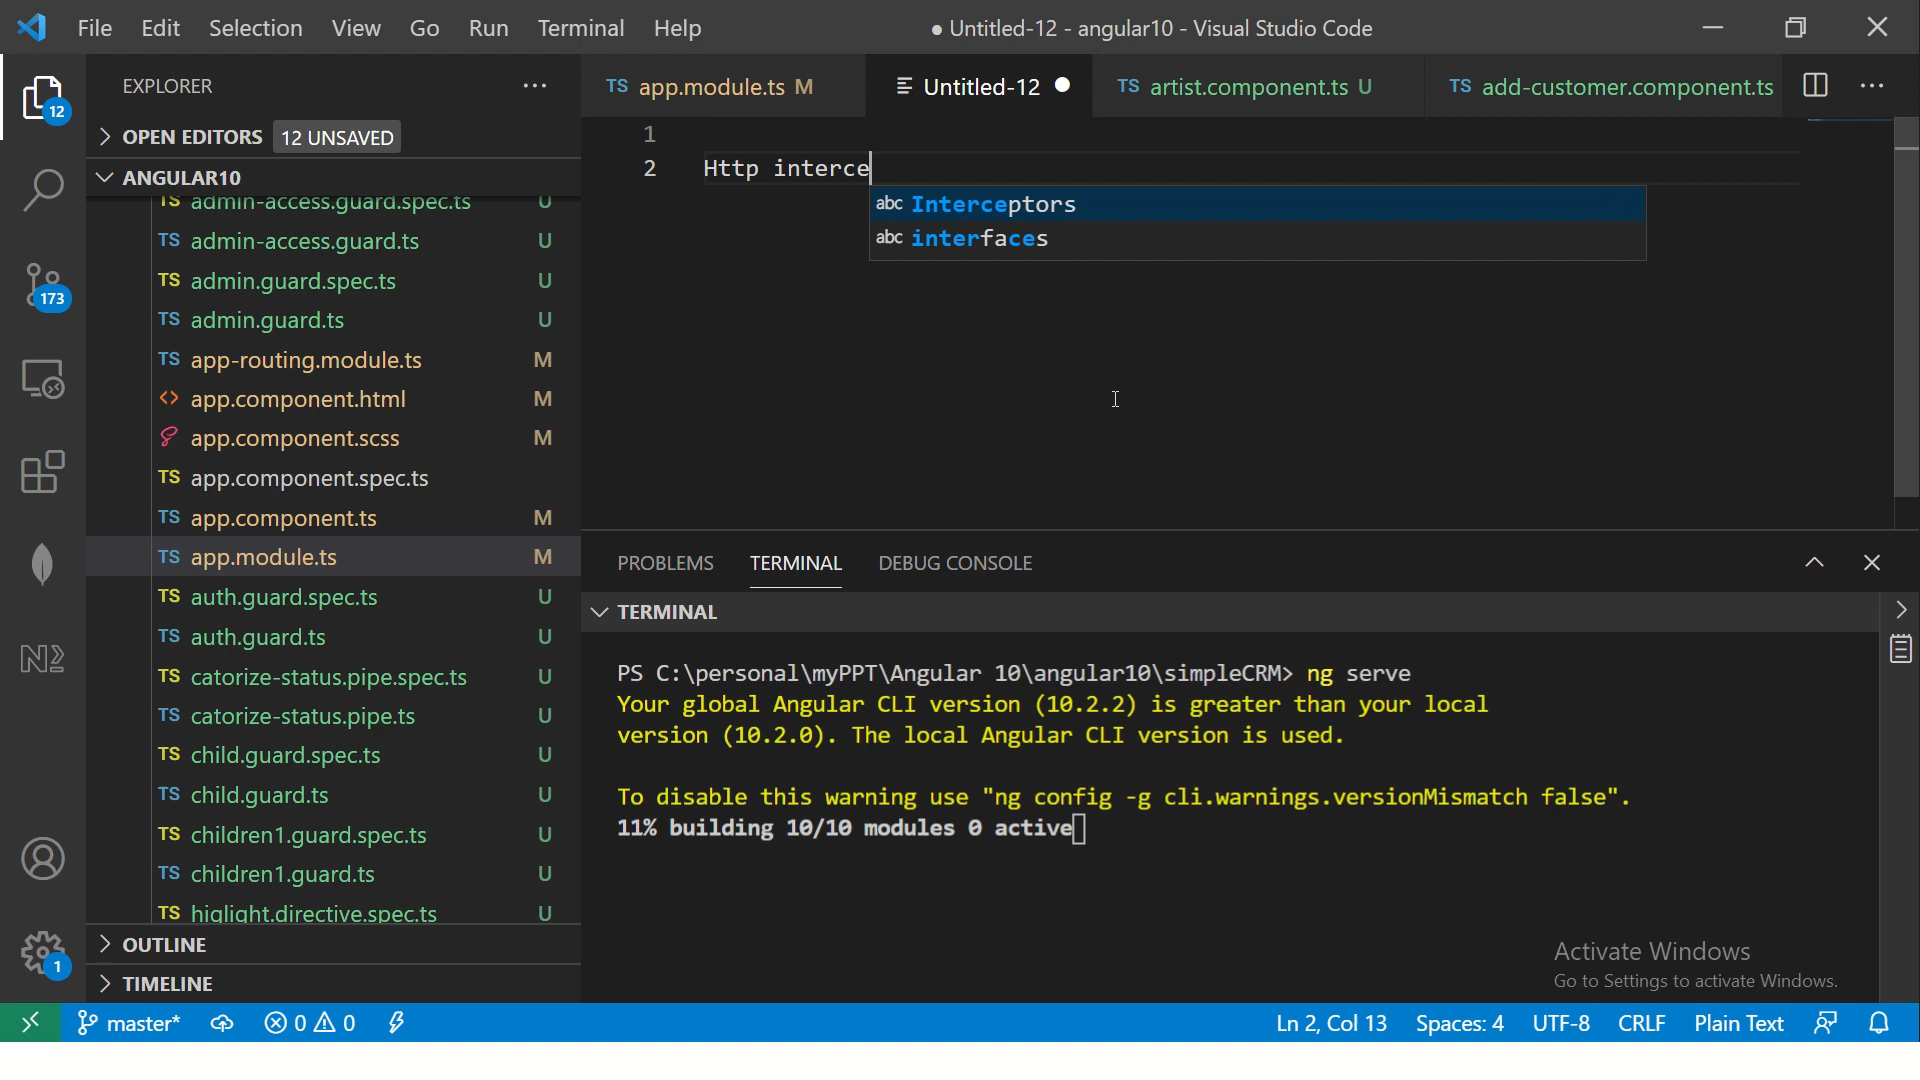 File Edit Selection View Go Run Terminal Help
● Untitled-12 - angular10 - Visual Studio Code
EXPLORER
OPEN EDITORS 12 UNSAVED
ANGULAR10
TS admin-access.guard.spec.ts U
TS admin-access.guard.ts U
TS admin.guard.spec.ts U
TS admin.guard.ts U
TS app-routing.module.ts M
<> app.component.html M
app.component.scss M
TS app.component.spec.ts
TS app.component.ts M
TS app.module.ts M
TS auth.guard.spec.ts U
TS auth.guard.ts U
TS catorize-status.pipe.spec.ts U
TS catorize-status.pipe.ts U
TS child.guard.spec.ts U
TS child.guard.ts U
TS children1.guard.spec.ts U
TS children1.guard.ts U
TS higlight.directive.spec.ts U
OUTLINE
TIMELINE
12
173
1
TS app.module.ts M
Untitled-12 ●
TS artist.component.ts U
TS add-customer.component.ts
1
2 Http interce
abc Interceptors
abc interfaces
PROBLEMS TERMINAL DEBUG CONSOLE
TERMINAL
PS C:\personal\myPPT\Angular 10\angular10\simpleCRM> ng serve
Your global Angular CLI version (10.2.2) is greater than your local
version (10.2.0). The local Angular CLI version is used.
To disable this warning use "ng config -g cli.warnings.versionMismatch false".
11% building 10/10 modules 0 active
Activate Windows
Go to Settings to activate Windows.
master* 0 0 Ln 2, Col 13 Spaces: 4 UTF-8 CRLF Plain Text